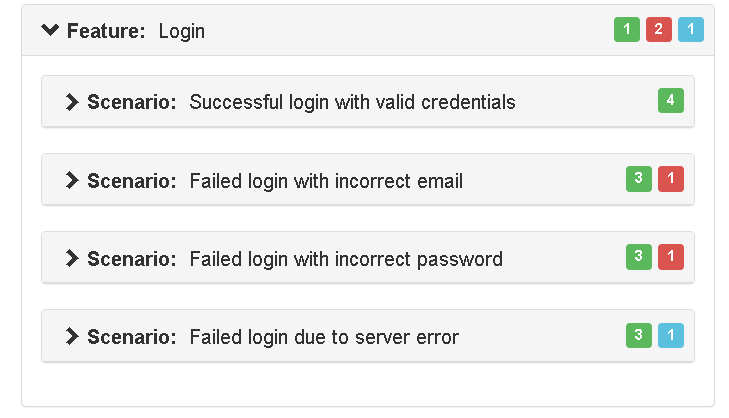 Feature: Login 1 2 1
Scenario: Successful login with valid credentials 4
Scenario: Failed login with incorrect email 3 1
Scenario: Failed login with incorrect password 3 1
Scenario: Failed login due to server error 3 1